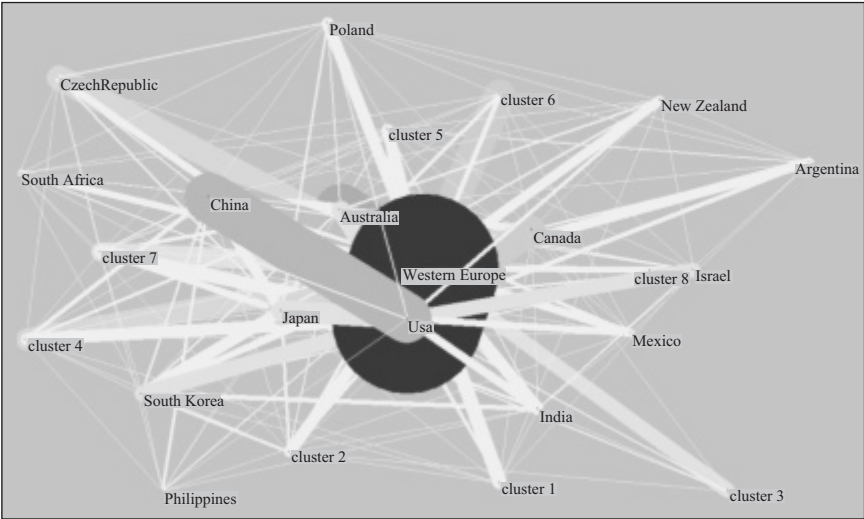 Poland
CzechRepublic
cluster 6
New Zealand
cluster 5
Argentina
South Africa
China
Australia
Canada
cluster 7
Western Europe
cluster 8
Israel
Japan
Usa
cluster 4
Mexico
South Korea
India
cluster 2
cluster 1
Philippines
cluster 3